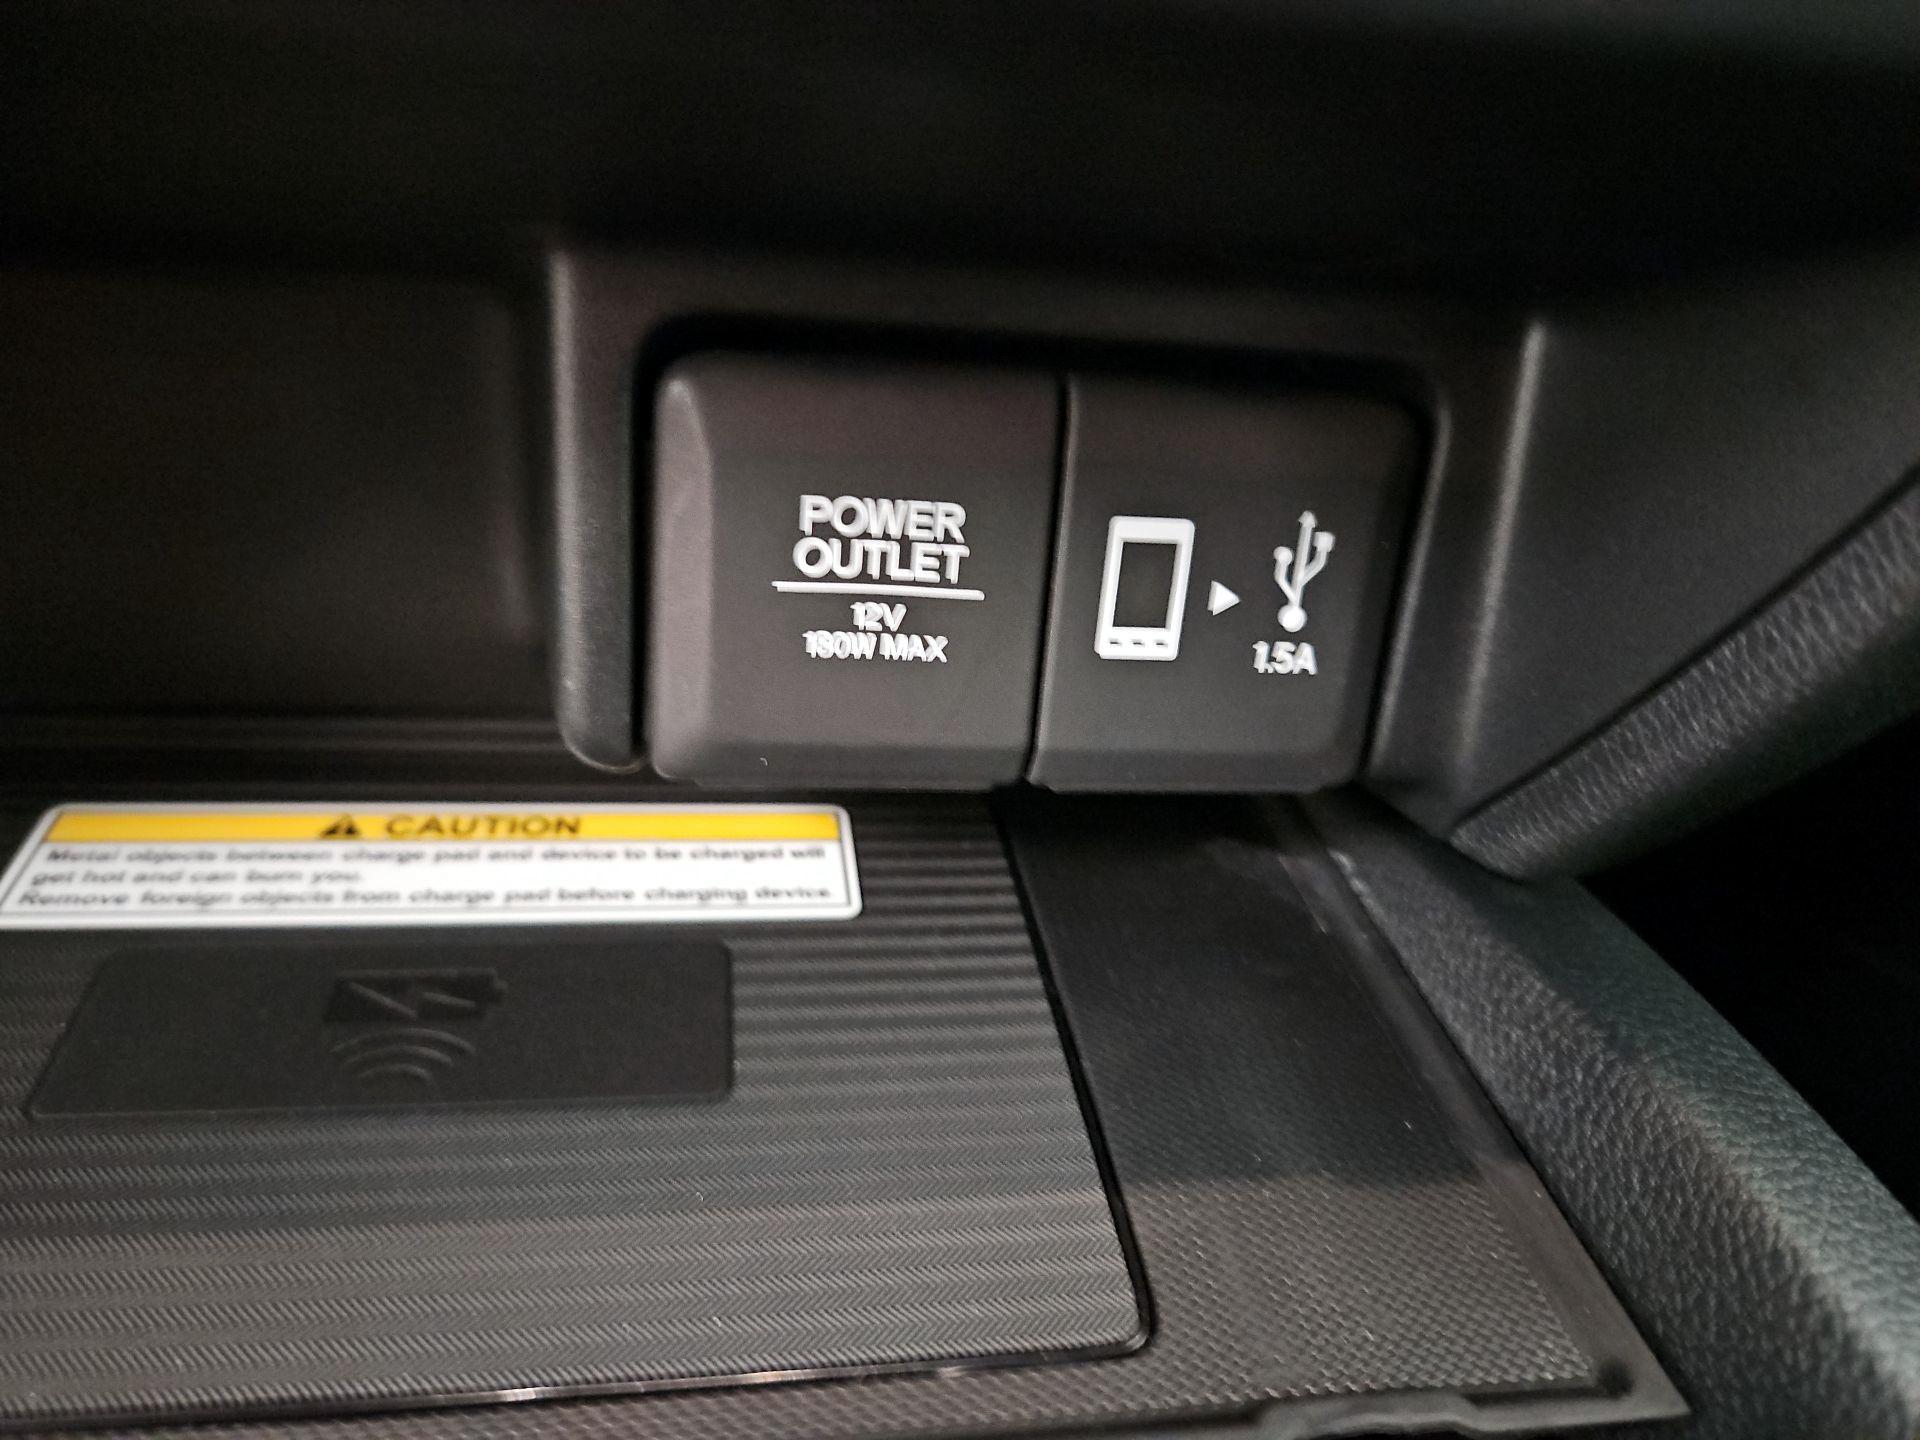 POWER
OUTLET
12V
180W MAX
1.5A
CAUTION
Metal objects between charge pad and device to be charged will
get hot and can burn you.
Remove foreign objects from charge pad before charging device.